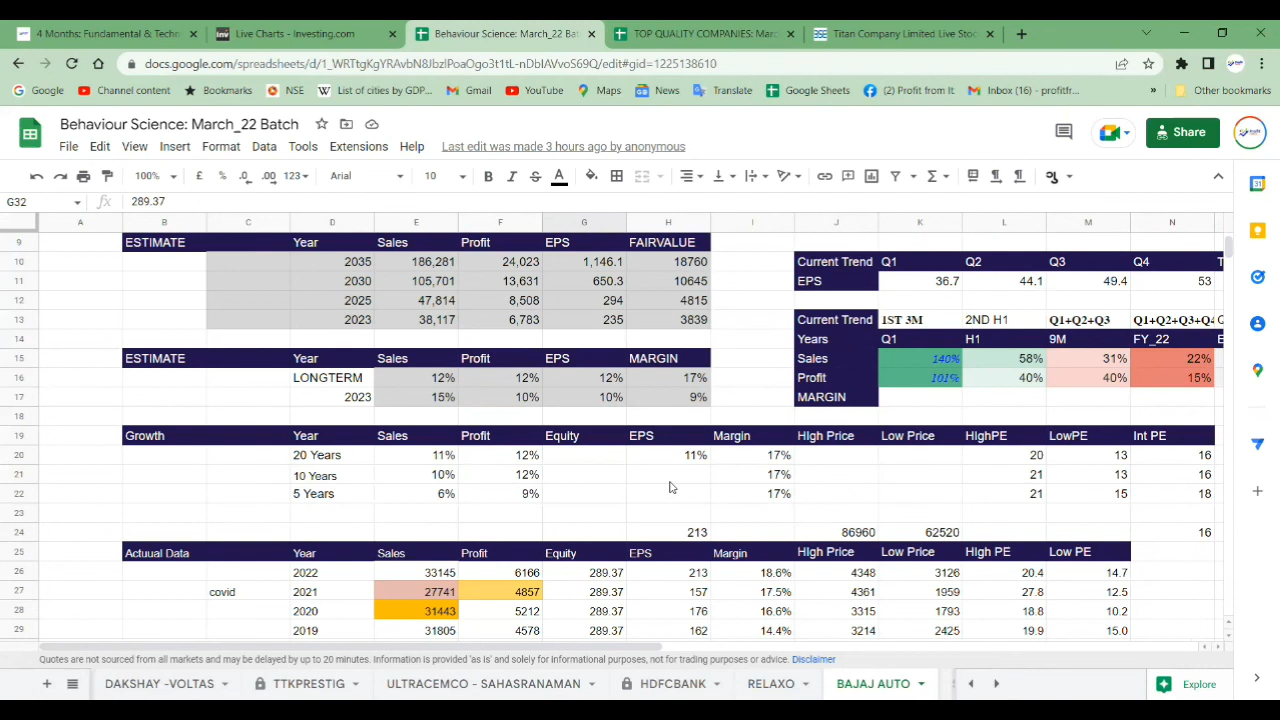 4 Months: Fundamental & Techn
Live Charts - Investing.com
Behaviour Science: March_22 Bat
TOP QUALITY COMPANIES: Marc
Titan Company Limited Live Stoc
docs.google.com/spreadsheets/d/1_WRTtgKgYRAvbN8JbzlPoaOgo3t1tL-nDbIAVvoS69Q/edit#gid=1225138610
Google YouTube Channel content Bookmarks NSE List of cities by GDP... Gmail YouTube Maps News Translate Google Sheets (2) Profit from It Inbox (16) - profitfr... » Other bookmarks
Behaviour Science: March_22 Batch
Share
File Edit View Insert Format Data Tools Extensions Help Last edit was made 3 hours ago by anonymous
100% £ % .0 .00 123 Arial 10 B I S A
G32 fx 289.37
A B C D E F G H I J K L M N
9 ESTIMATE Year Sales Profit EPS FAIRVALUE
10 2035 186,281 24,023 1,146.1 18760 Current Trend Q1 Q2 Q3 Q4 T
11 2030 105,701 13,631 650.3 10645 EPS 36.7 44.1 49.4 53
12 2025 47,814 8,508 294 4815
13 2023 38,117 6,783 235 3839 Current Trend 1ST 3M 2ND H1 Q1+Q2+Q3 Q1+Q2+Q3+Q4
14 Years Q1 H1 9M FY_22 E
15 ESTIMATE Year Sales Profit EPS MARGIN Sales 140% 58% 31% 22%
16 LONGTERM 12% 12% 12% 17% Profit 101% 40% 40% 15%
17 2023 15% 10% 10% 9% MARGIN
18
19 Growth Year Sales Profit Equity EPS Margin High Price Low Price HighPE LowPE Int PE
20 20 Years 11% 12% 11% 17% 20 13 16
21 10 Years 10% 12% 17% 21 13 16
22 5 Years 6% 9% 17% 21 15 18
23
24 213 86960 62520 16
25 Actuual Data Year Sales Profit Equity EPS Margin High Price Low Price High PE Low PE
26 2022 33145 6166 289.37 213 18.6% 4348 3126 20.4 14.7
27 covid 2021 27741 4857 289.37 157 17.5% 4361 1959 27.8 12.5
28 2020 31443 5212 289.37 176 16.6% 3315 1793 18.8 10.2
29 2019 31805 4578 289.37 162 14.4% 3214 2425 19.9 15.0
Quotes are not sourced from all markets and may be delayed by up to 20 minutes. Information is provided 'as is' and solely for informational purposes, not for trading purposes or advice. Disclaimer
DAKSHAY -VOLTAS TTKPRESTIG ULTRACEMCO - SAHASRANAMAN HDFCBANK RELAXO BAJAJ AUTO Explore